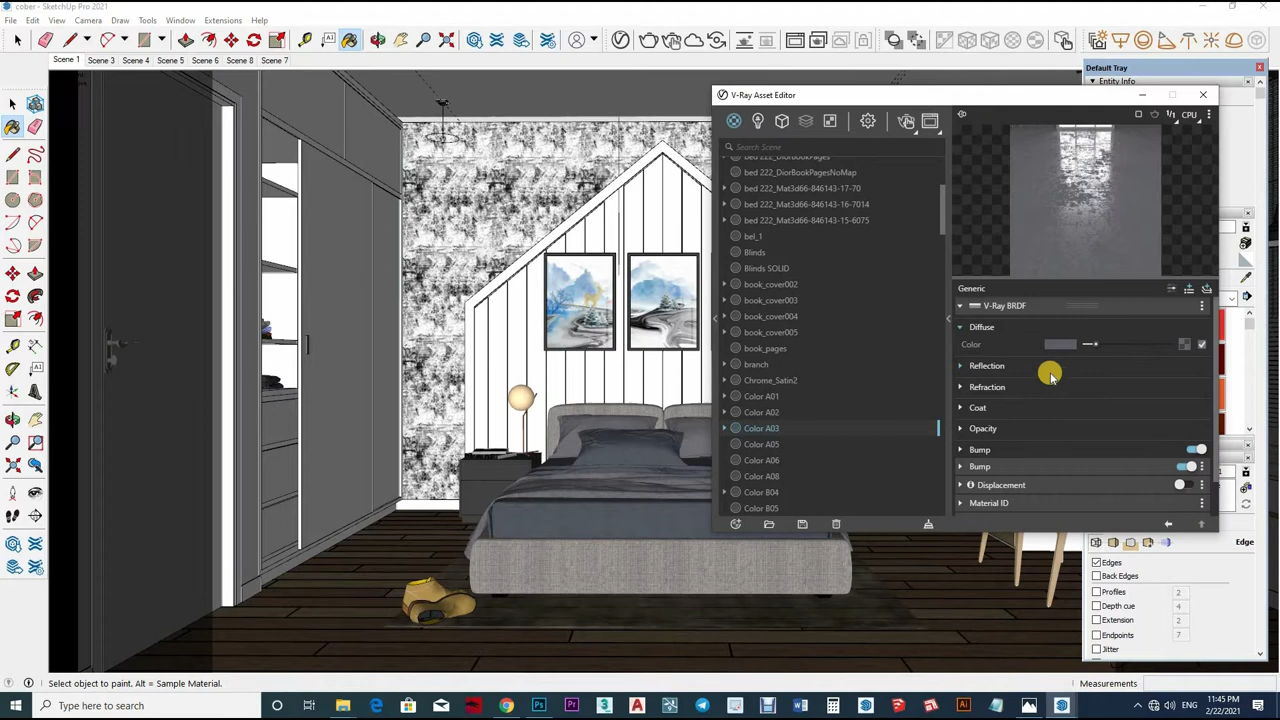 cober - SketchUp Pro 2021
File Edit View Camera Draw Tools Window Extensions Help
Scene 1 Scene 3 Scene 4 Scene 5 Scene 6 Scene 8 Scene 7
Default Tray
Entity Info
V-Ray Asset Editor
CPU
Search Scene
bed 222_DiorBookPages
bed 222_DiorBookPagesNoMap
bed 222_Mat3d66-846143-17-70
bed 222_Mat3d66-846143-16-7014
bed 222_Mat3d66-846143-15-6075
bel_1
Blinds
Blinds SOLID
book_cover002
book_cover003
book_cover004
book_cover005
book_pages
branch
Chrome_Satin2
Color A01
Color A02
Color A03
Color A05
Color A06
Color A08
Color B04
Color B05
Generic
V-Ray BRDF
Diffuse
Color
Reflection
Refraction
Coat
Opacity
Bump
Bump
Displacement
Material ID
Edge
Edges
Back Edges
Profiles 2
Depth cue 4
Extension 2
Endpoints 7
Jitter
Select object to paint. Alt = Sample Material.
Measurements
Type here to search
11:45 PM
2/22/2021